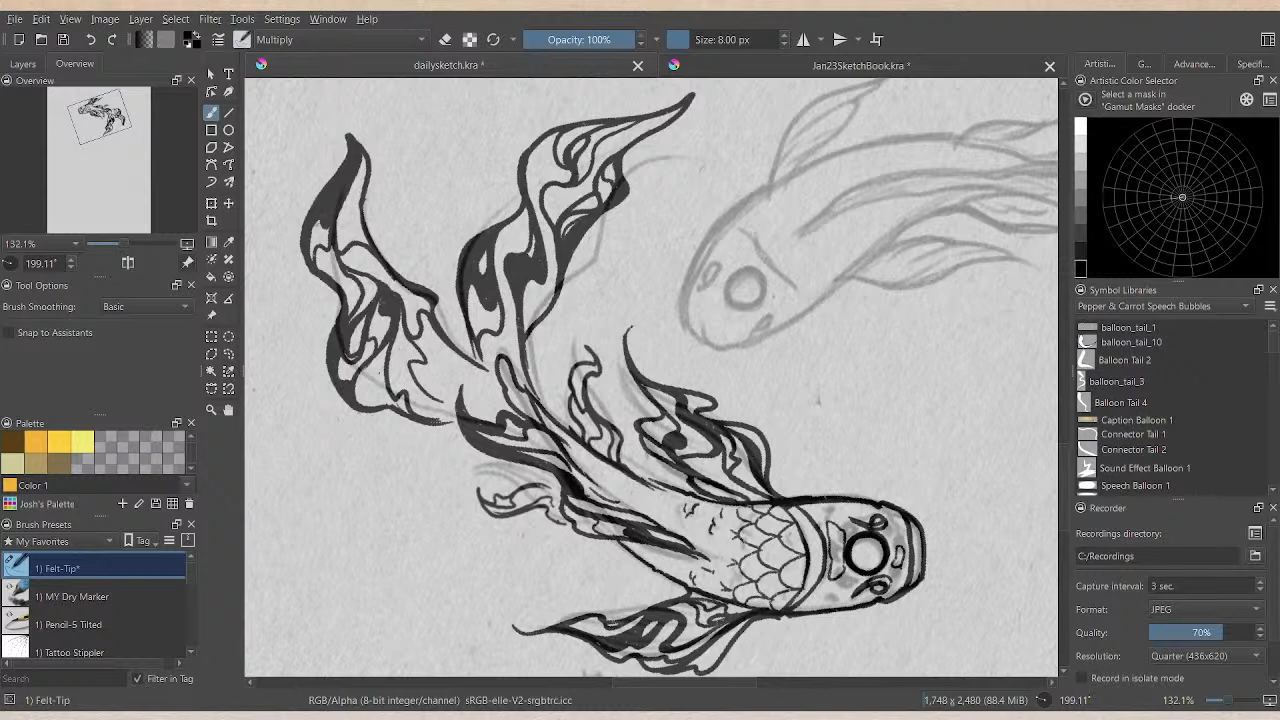 File Edit View Image Layer Select Filter Tools Settings Window Help
Multiply Opacity: 100% Size: 8.00 px
Layers Overview dailysketch.kra * Jan23SketchBook.kra * Artisti... G... Advance... Specifi...
Overview
Artistic Color Selector
Select a mask in
"Gamut Masks" docker
132.1%
199.11°
Tool Options
Brush Smoothing: Basic
Snap to Assistants
Symbol Libraries
Pepper & Carrot Speech Bubbles
balloon_tail_1
balloon_tail_10
Balloon Tail 2
balloon_tail_3
Balloon Tail 4
Caption Balloon 1
Connector Tail 1
Connector Tail 2
Sound Effect Balloon 1
Speech Balloon 1
Palette
Color 1
Josh's Palette
Brush Presets
My Favorites Tag
1) Felt-Tip*
1) MY Dry Marker
1) Pencil-5 Tilted
1) Tattoo Stippler
Search Filter in Tag
Recorder
Recordings directory:
C:/Recordings
Capture interval: 3 sec.
Format: JPEG
Quality: 70%
Resolution: Quarter (436x620)
Record in isolate mode
1) Felt-Tip RGB/Alpha (8-bit integer/channel) sRGB-elle-V2-srgbtrc.icc 1,748 x 2,480 (88.4 MiB) 199.11° 132.1%